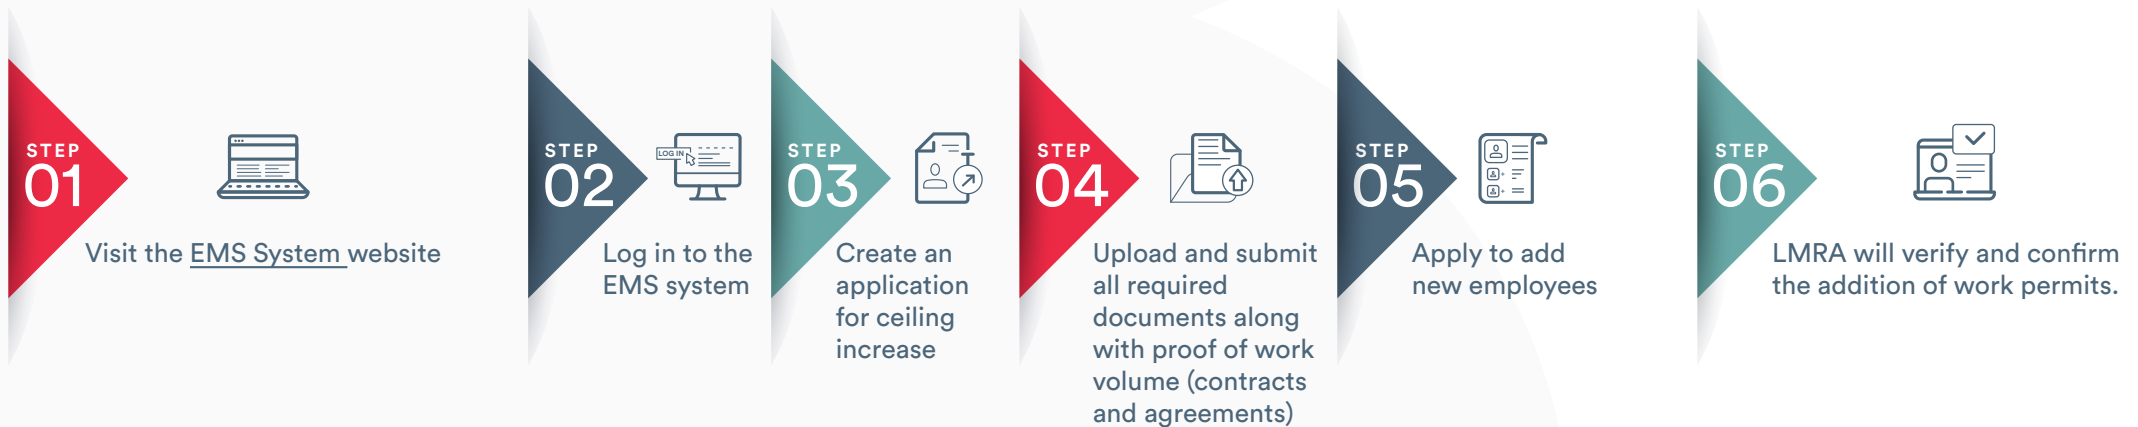 STEP
01
Visit the EMS System website
STEP
02
LOG IN
Log in to the
EMS system
STEP
03
Create an
application
for ceiling
increase
STEP
04
Upload and submit
all required
documents along
with proof of work
volume (contracts
and agreements)
STEP
05
Apply to add
new employees
STEP
06
LMRA will verify and confirm
the addition of work permits.